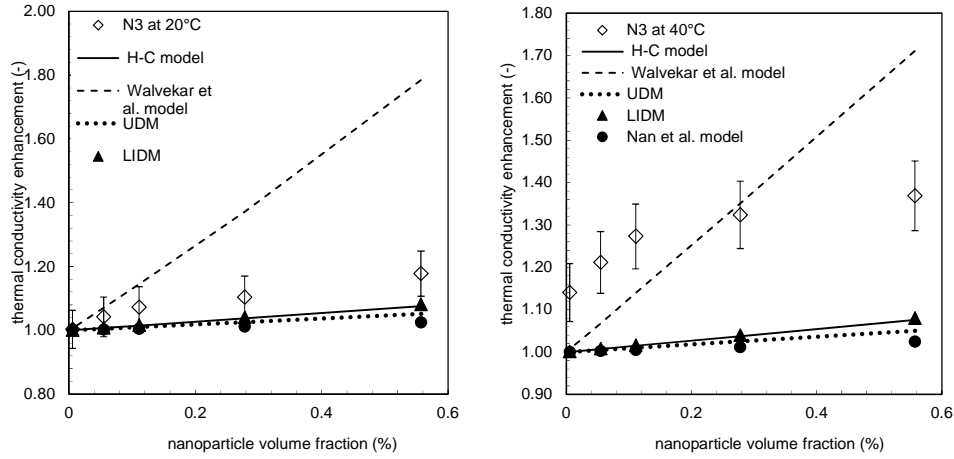 2.00
1.80
1.60
1.40
1.20
1.00
0.80
thermal conductivity enhancement (-)
N3 at 20°C
H-C model
Walvekar et
al. model
UDM
LIDM
0
0.2
0.4
0.6
nanoparticle volume fraction (%)
1.80
1.70
1.60
1.50
1.40
1.30
1.20
1.10
1.00
0.90
thermal conductivity enhancement (-)
N3 at 40°C
H-C model
Walvekar et al. model
UDM
LIDM
Nan et al. model
0
0.2
0.4
0.6
nanoparticle volume fraction (%)